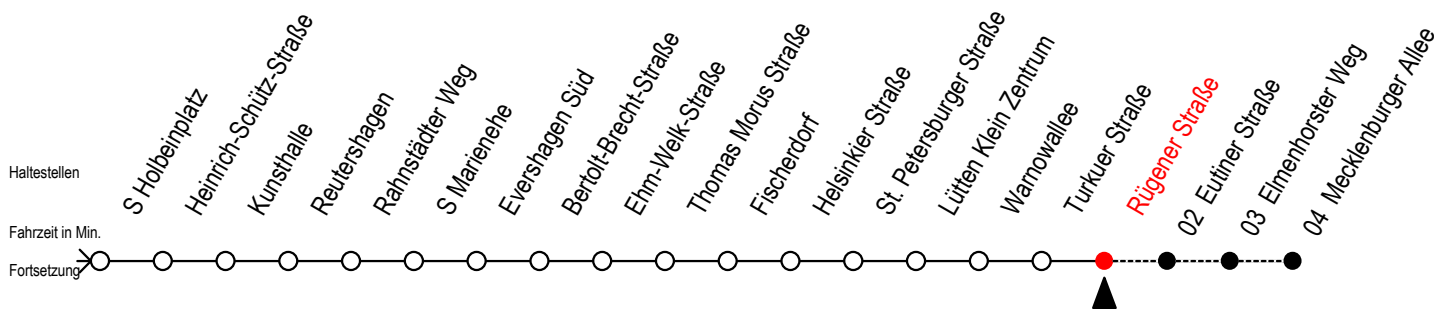 Haltestellen
Fahrzeit in Min.
Fortsetzung
S Holbeinplatz
Heinrich-Schütz-Straße
Kunsthalle
Reutershagen
Rahnstädter Weg
S Marienehe
Evershagen Süd
Bertolt-Brecht-Straße
Ehm-Welk-Straße
Thomas Morus Straße
Fischerdorf
Helsinkier Straße
St. Petersburger Straße
Lütten Klein Zentrum
Warnowallee
Turkuer Straße
Rügener Straße
02 Eutiner Straße
03 Elmenhorster Weg
04 Mecklenburger Allee